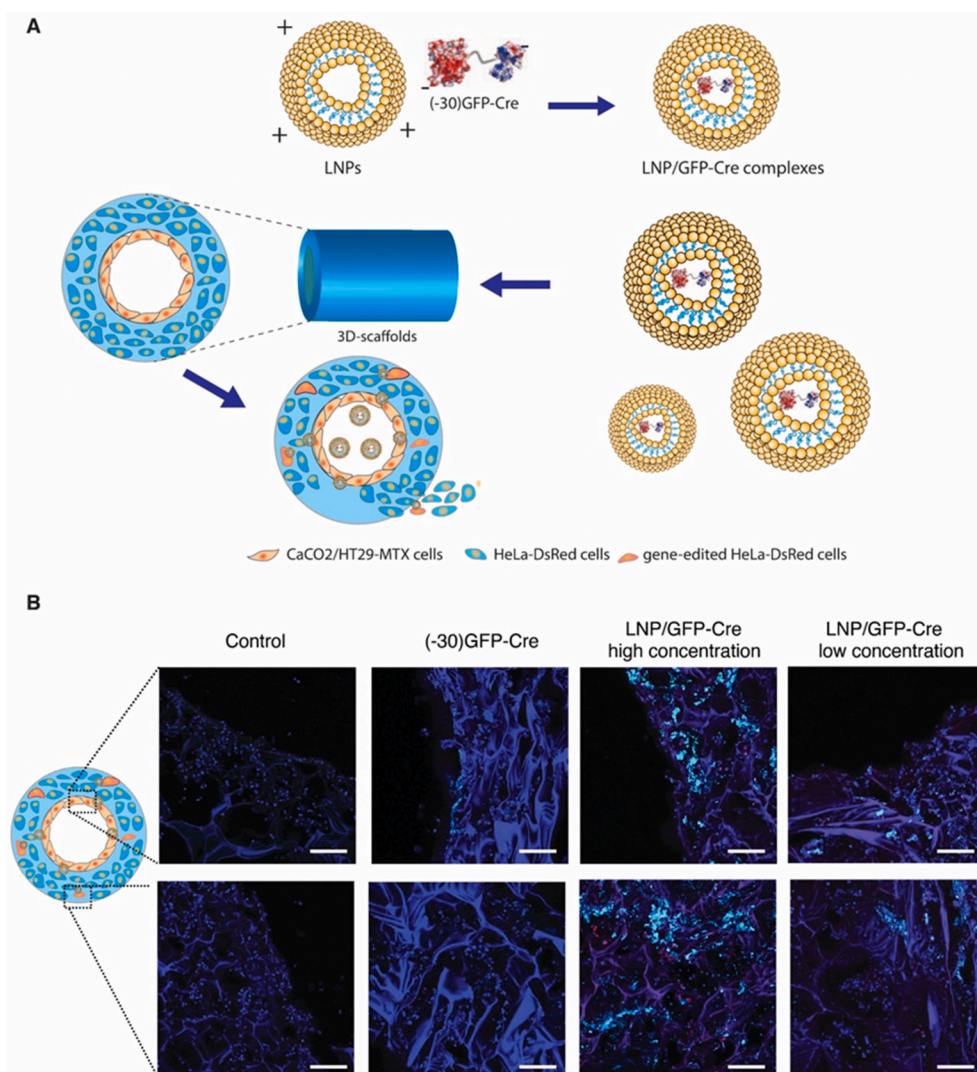 A
+
+
+
-
-
(-30)GFP-Cre
LNPs
LNP/GFP-Cre complexes
3D-scaffolds
CaCO2/HT29-MTX cells
HeLa-DsRed cells
gene-edited HeLa-DsRed cells
B
Control
(-30)GFP-Cre
LNP/GFP-Cre
high concentration
LNP/GFP-Cre
low concentration